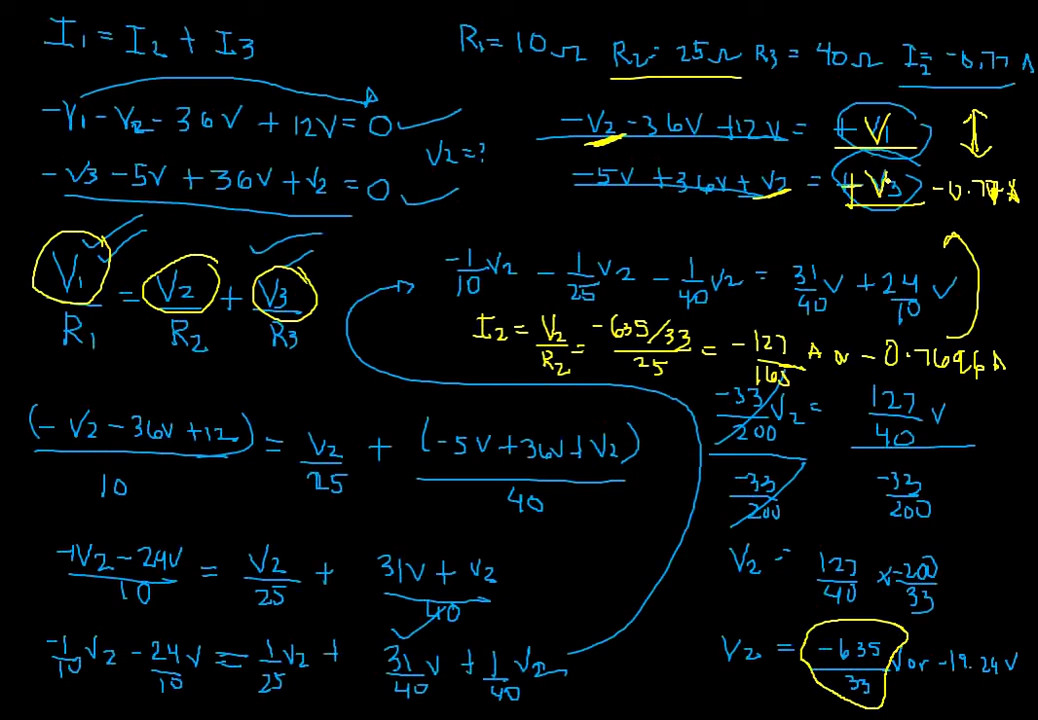 I₁ = I₂ + I₃
R₁ = 10Ω R₂ = 25Ω R₃ = 40Ω I₂ = -0.77 A
-V₁ - V₂ - 36V + 12V = 0
-V3 - 5V + 36V + V₂ = 0
V2 = ?
-V₂ - 36V + 12V = + V₁
-5V + 36V + V₂ = + V3 -0.77 A
V₁/R₁ = V₂/R₂ + V3/R3
-1/10 V₂ - 1/25 V₂ - 1/40 V₂ = 31/40 V + 24/10 V
I₂ = V₂/R₂ = (-635/33)/25 = -127/165 A or -0.7696 A
(-V₂ - 36V + 12)/10 = V₂/25 + (-5V + 36V + V₂)/40
(-33/200 V₂)/(-33/200) = (127/40 V)/(-33/200)
(-1V₂ - 24V)/10 = V₂/25 + (31V + V₂)/40
V₂ = 127/40 x -200/33
-1/10 V₂ - 24/10 V = 1/25 V₂ + 31/40 V + 1/40 V₂
V₂ = -635/33 V or -19.24 V